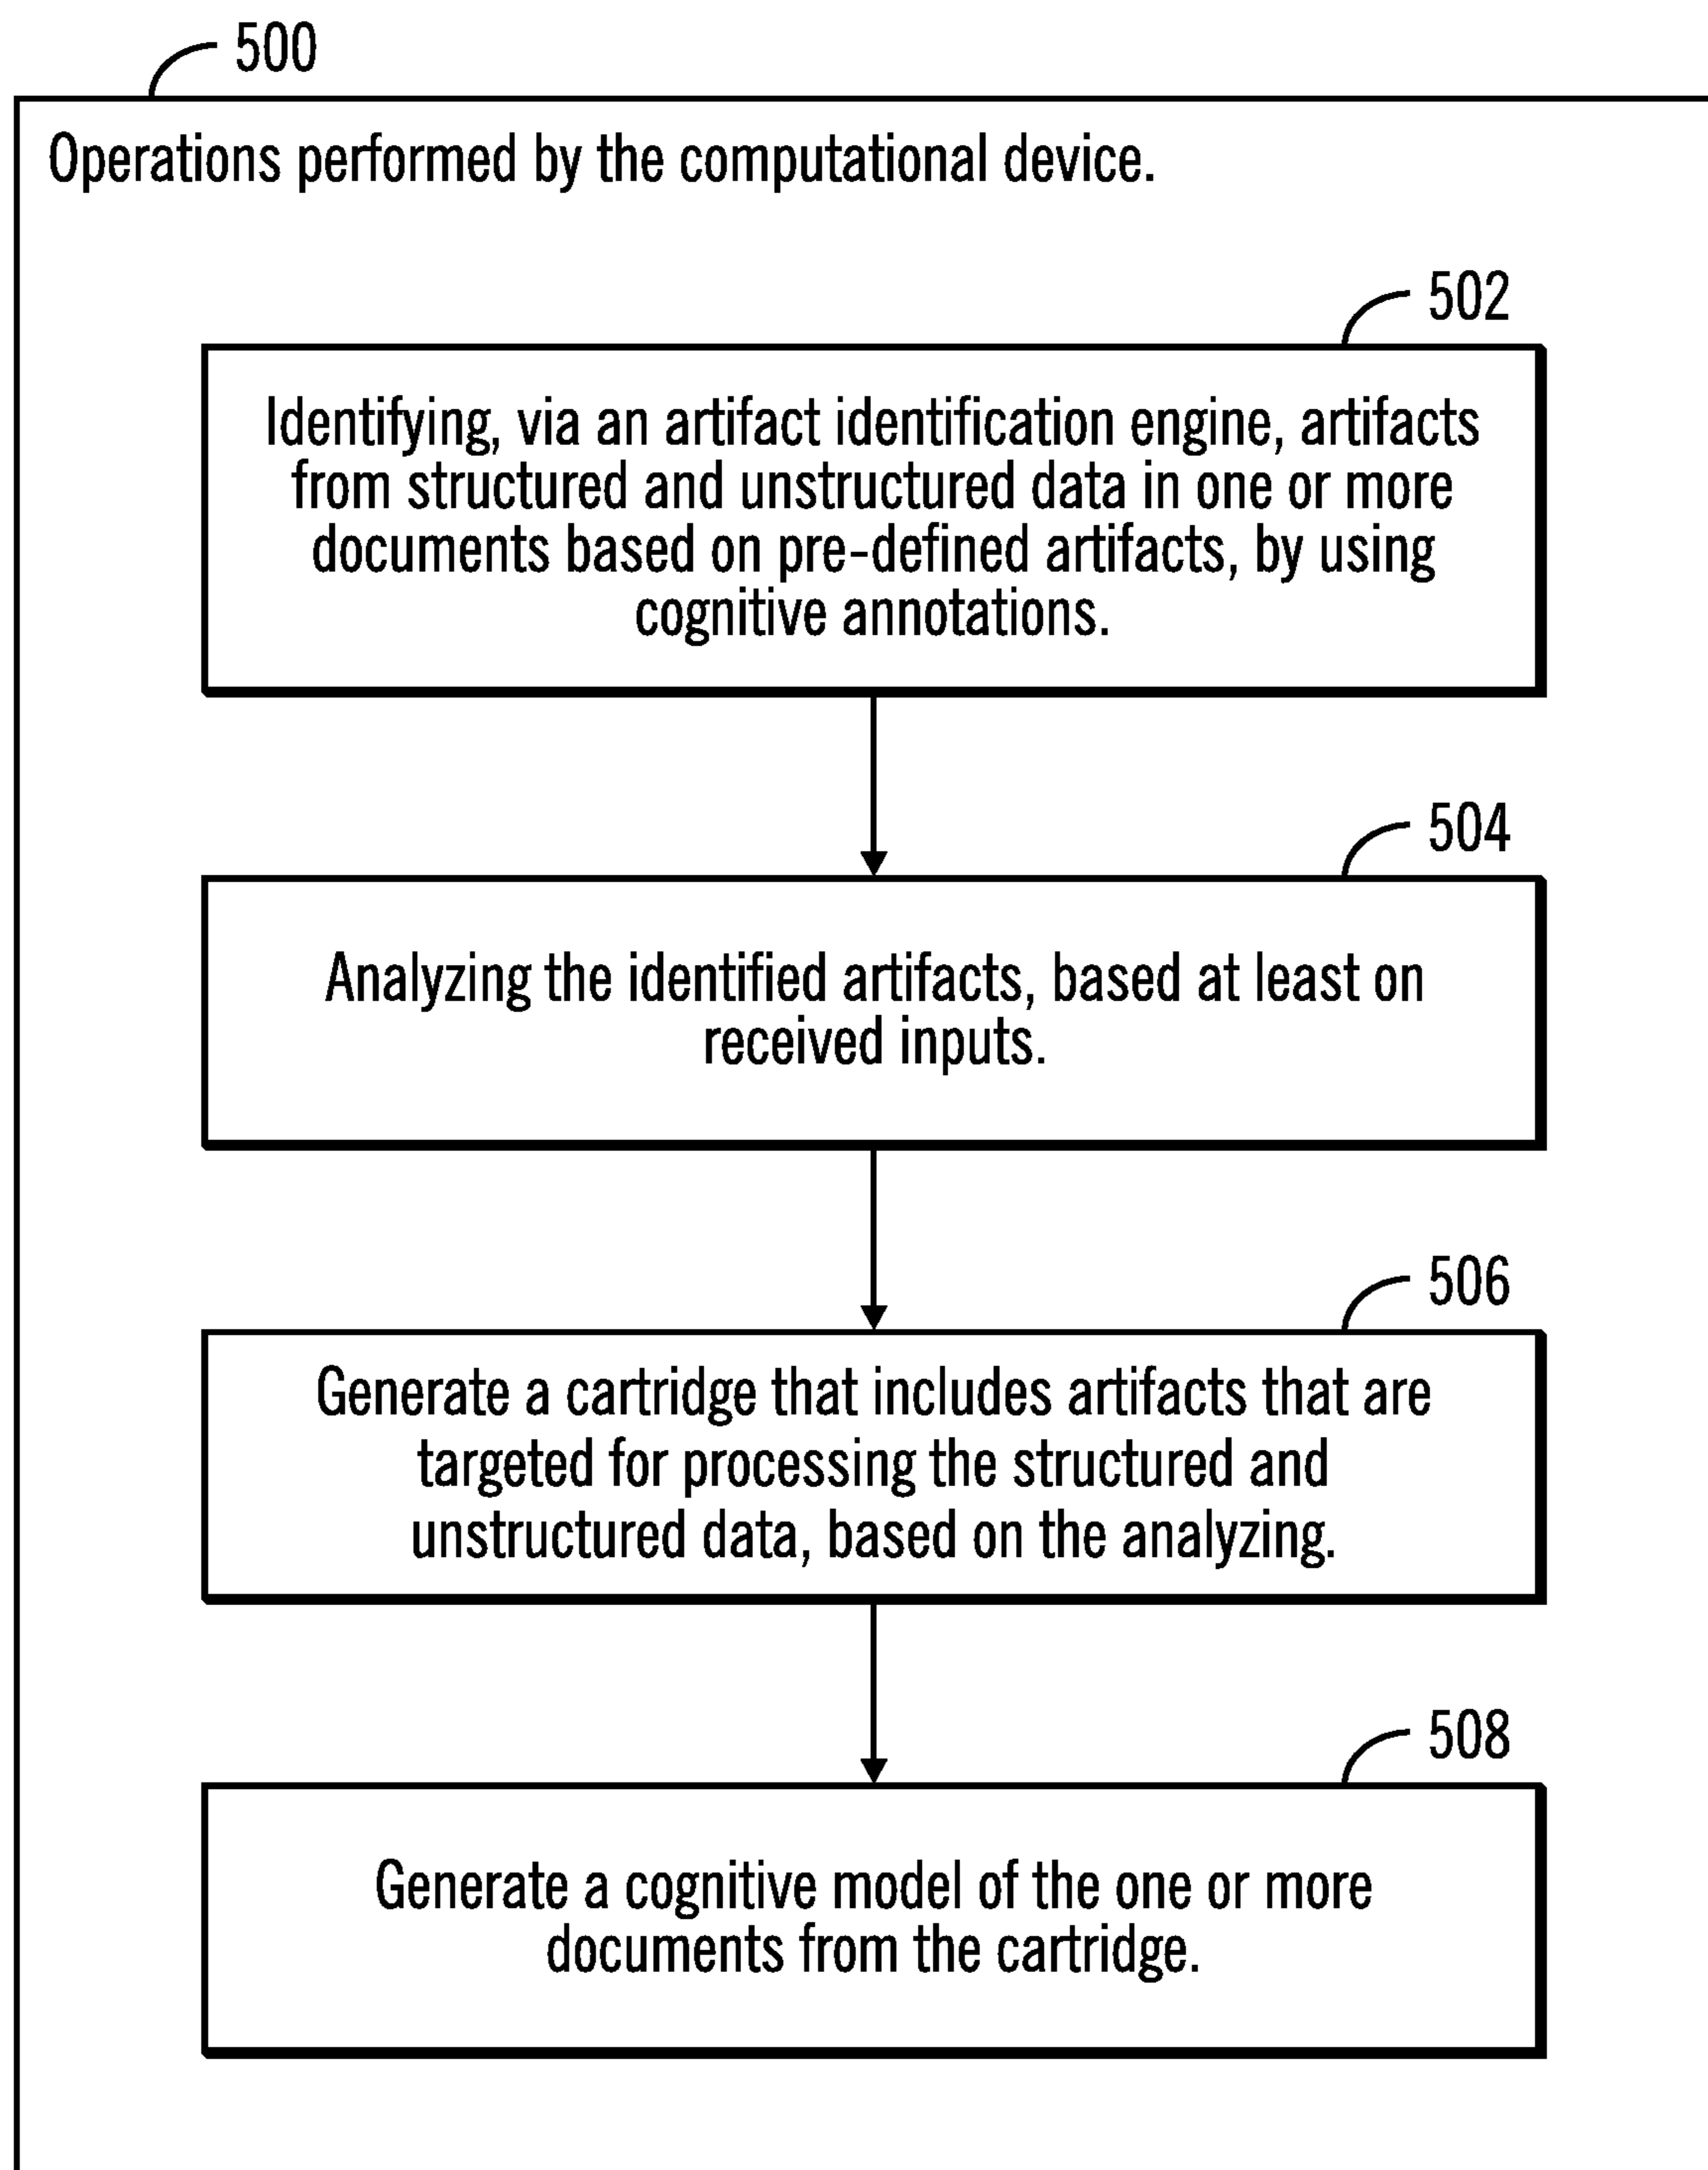 500
Operations performed by the computational device.
502
Identifying, via an artifact identification engine, artifacts
from structured and unstructured data in one or more
documents based on pre-defined artifacts, by using
cognitive annotations.
504
Analyzing the identified artifacts, based at least on
received inputs.
506
Generate a cartridge that includes artifacts that are
targeted for processing the structured and
unstructured data, based on the analyzing.
508
Generate a cognitive model of the one or more
documents from the cartridge.